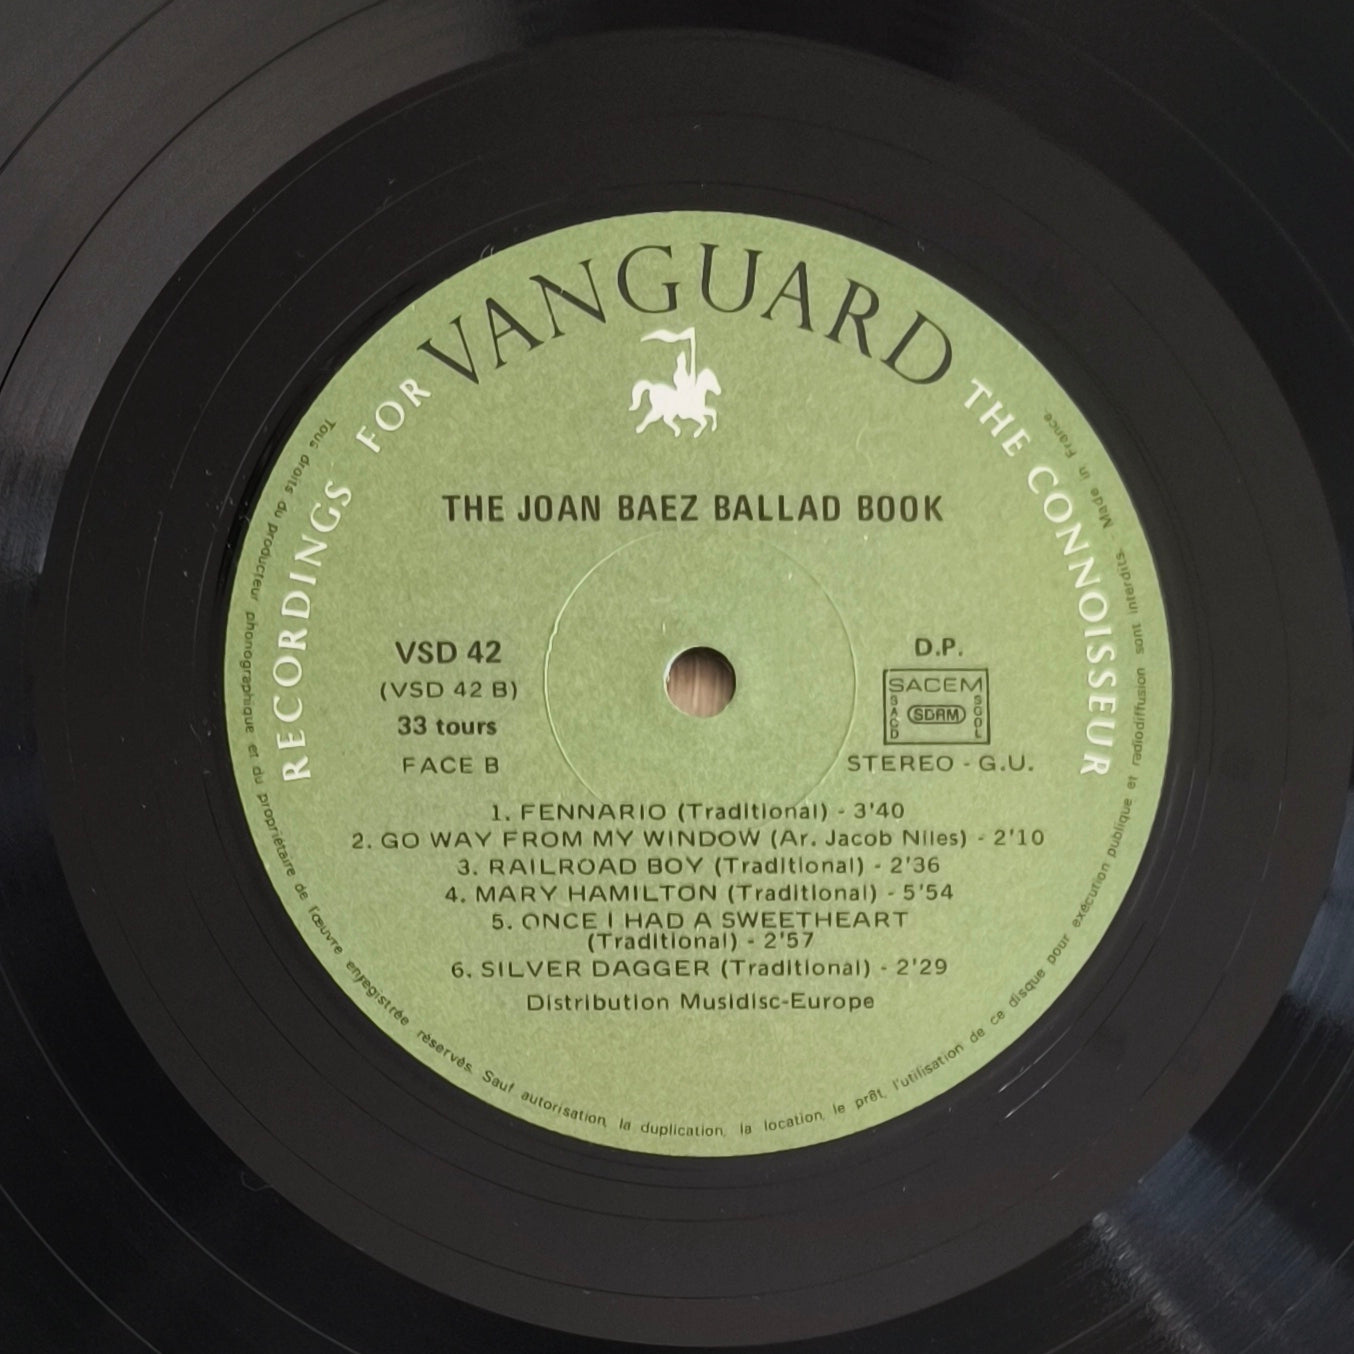 RECORDINGS FOR VANGUARD THE CONNOISSEUR
THE JOAN BAEZ BALLAD BOOK
VSD 42
(VSD 42 B)
33 tours
FACE B
D.P.
SACEM
SACD
SDRM
SGDL
STEREO - G.U.
1. FENNARIO (Traditional) - 3'40
2. GO WAY FROM MY WINDOW (Ar. Jacob Niles) - 2'10
3. RAILROAD BOY (Traditional) - 2'36
4. MARY HAMILTON (Traditional) - 5'54
5. ONCE I HAD A SWEETHEART
(Traditional) - 2'57
6. SILVER DAGGER (Traditional) - 2'29
Distribution Musidisc-Europe
Tous droits du producteur phonographique et du propriétaire de l'œuvre enregistrée réservés. Sauf autorisation, la duplication, la location, le prêt, l'utilisation de ce disque pour exécution publique et radiodiffusion sont interdits. - Made in France